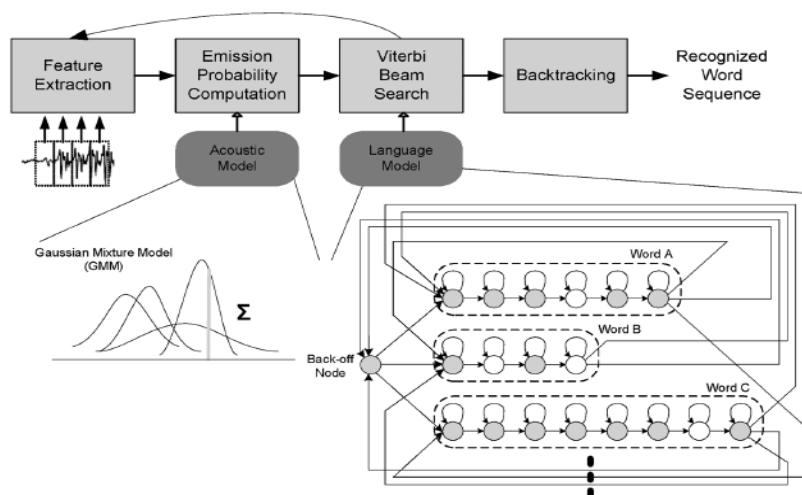 Feature
Extraction
Emission
Probability
Computation
Viterbi
Beam
Search
Backtracking
Recognized
Word
Sequence
Acoustic
Model
Language
Model
Gaussian Mixture Model
(GMM)
Σ
Back-off
Node
Word A
Word B
Word C